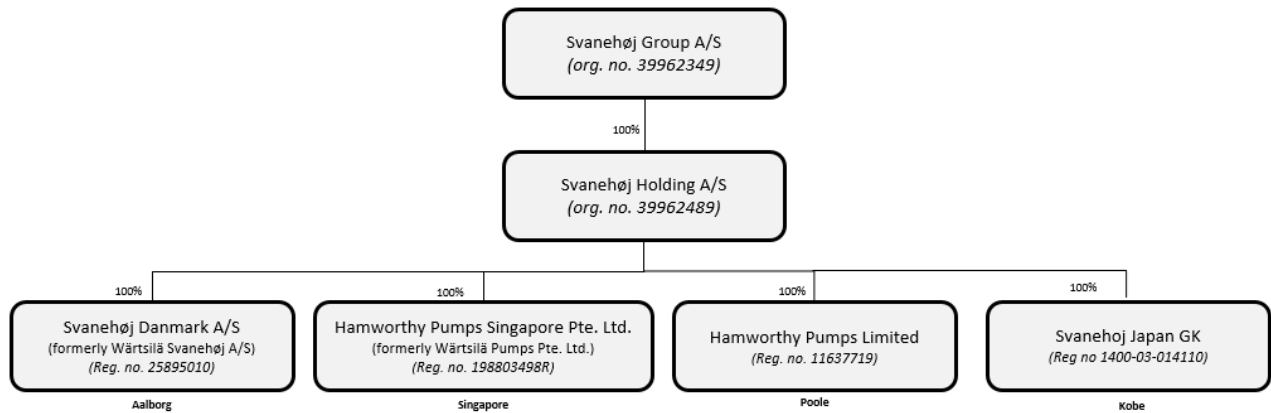 Svanehøj Group A/S
(org. no. 39962349)
100%
Svanehøj Holding A/S
(org. no. 39962489)
100%
100%
100%
100%
Svanehøj Danmark A/S
(formerly Wärtsilä Svanehøj A/S)
(Reg. no. 25895010)
Hamworthy Pumps Singapore Pte. Ltd.
(formerly Wärtsilä Pumps Pte. Ltd.)
(Reg. no. 198803498R)
Hamworthy Pumps Limited
(Reg. no. 11637719)
Svanehoj Japan GK
(Reg no 1400-03-014110)
Aalborg
Singapore
Poole
Kobe